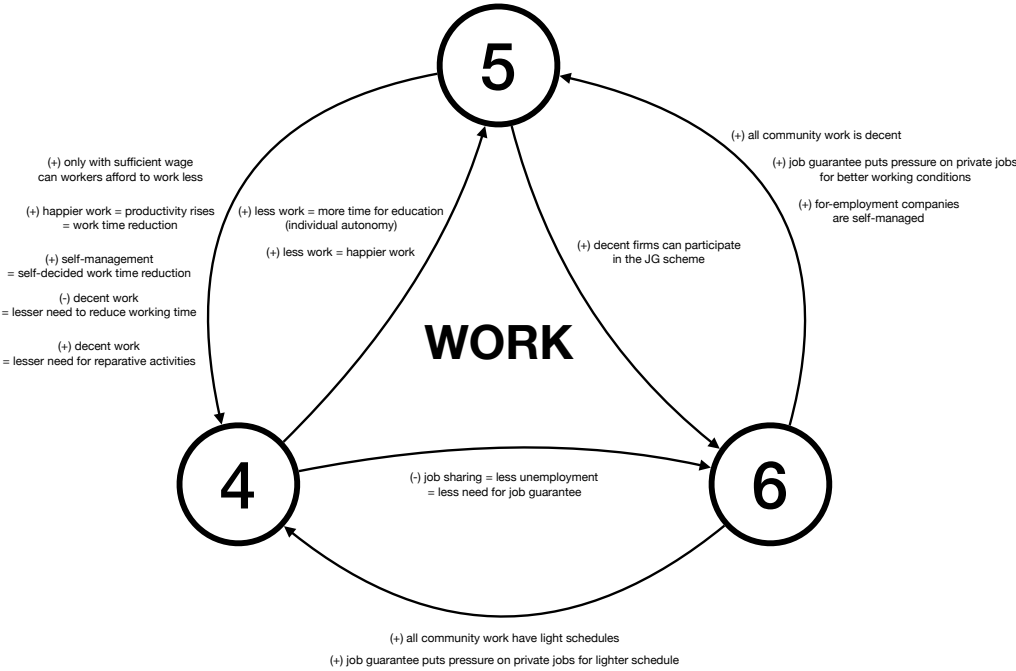 5
(+) all community work is decent
(+) only with sufficient wage
can workers afford to work less
(+) job guarantee puts pressure on private jobs
for better working conditions
(+) happier work = productivity rises
= work time reduction
(+) less work = more time for education
(individual autonomy)
(+) for-employment companies
are self-managed
(+) less work = happier work
(+) decent firms can participate
in the JG scheme
(+) self-management
= self-decided work time reduction
(-) decent work
= lesser need to reduce working time
WORK
(+) decent work
= lesser need for reparative activities
4
6
(-) job sharing = less unemployment
= less need for job guarantee
(+) all community work have light schedules
(+) job guarantee puts pressure on private jobs for lighter schedule